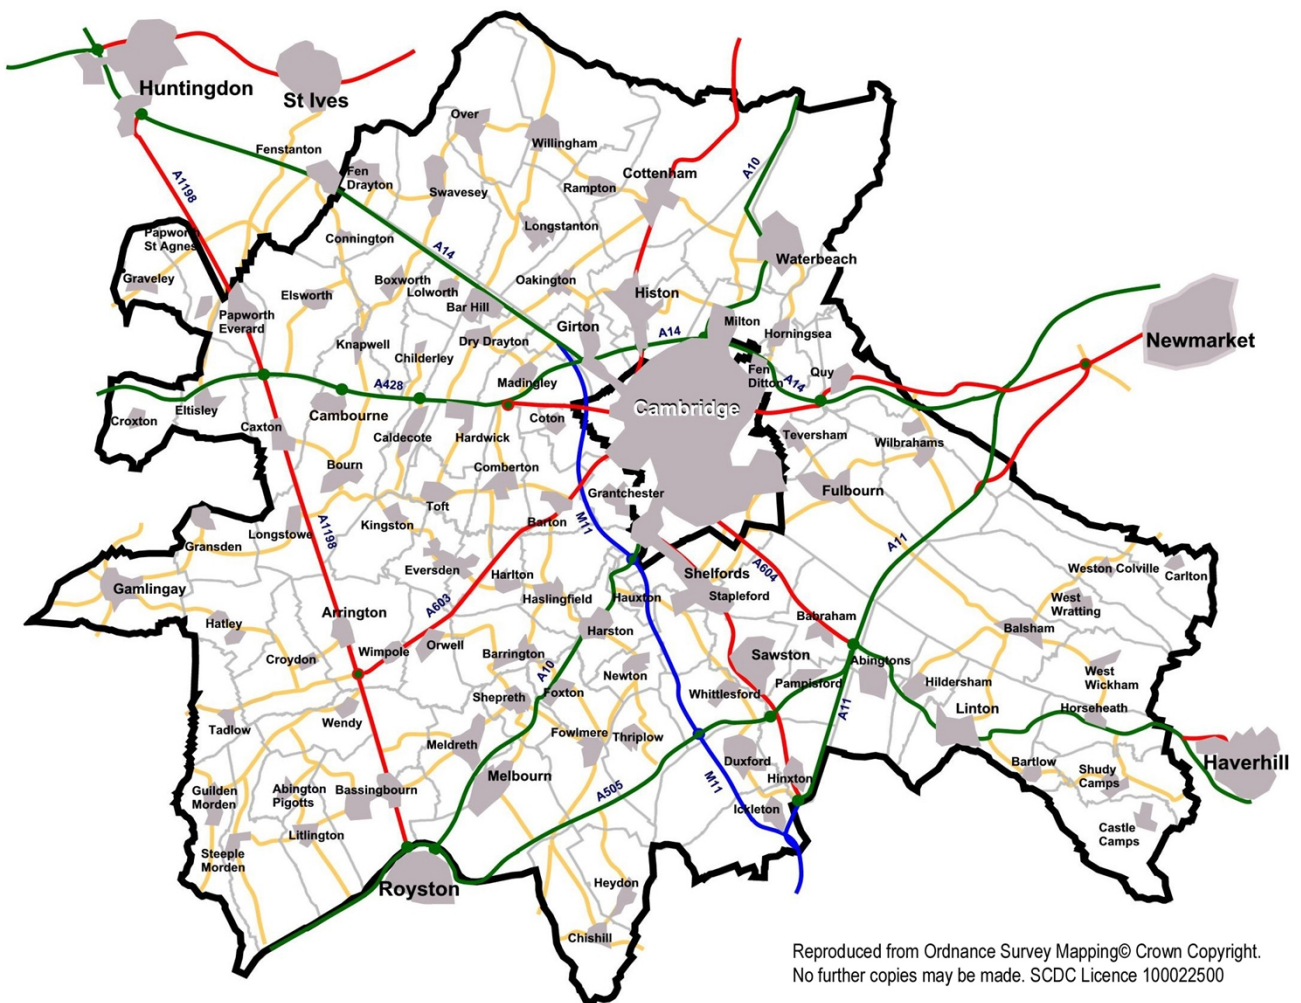 Huntingdon
St Ives
Over
Willingham
Fenstanton
Fen
Drayton
Swavesey
Rampton
Cottenham
A10
A1198
Papworth
St Agnes
Connington
A14
Longstanton
Waterbeach
Graveley
Elsworth
Boxworth
Lolworth
Bar Hill
Oakington
Histon
Papworth
Everard
Girton
A14
Milton
Horningsea
Newmarket
Knapwell
Childerley
Dry Drayton
Madingley
Fen
Ditton
A14
Quy
A428
Croxton
Eltisley
Cambourne
Cambridge
Caxton
Caldecote
Hardwick
Coton
Teversham
Wilbrahams
Bourn
Comberton
Grantchester
Fulbourn
Toft
Longstowe
A1198
Kingston
Barton
M11
A11
Gransden
Gamlingay
Eversden
Harlton
Haslingfield
Hauxton
Shelfords
A604
Stapleford
Weston Colville
Carlton
West
Wratting
Hatley
Arrington
A603
Harston
Babraham
Balsham
Croydon
Wimpole
Orwell
Barrington
A10
Newton
Sawston
Pampisford
Abingtons
Hildersham
West
Wickham
Tadlow
Wendy
Shepreth
Foxton
Whittlesford
A11
Linton
Horseheath
Meldreth
Fowlmere
Thriplow
Duxford
Haverhill
Guilden
Morden
Abington
Pigotts
Bassingbourn
Melbourn
A505
M11
Hinxton
Bartlow
Shudy
Camps
Litlington
Ickleton
Castle
Camps
Steeple
Morden
Royston
Heydon
Chishill
Reproduced from Ordnance Survey Mapping© Crown Copyright.
No further copies may be made. SCDC Licence 100022500